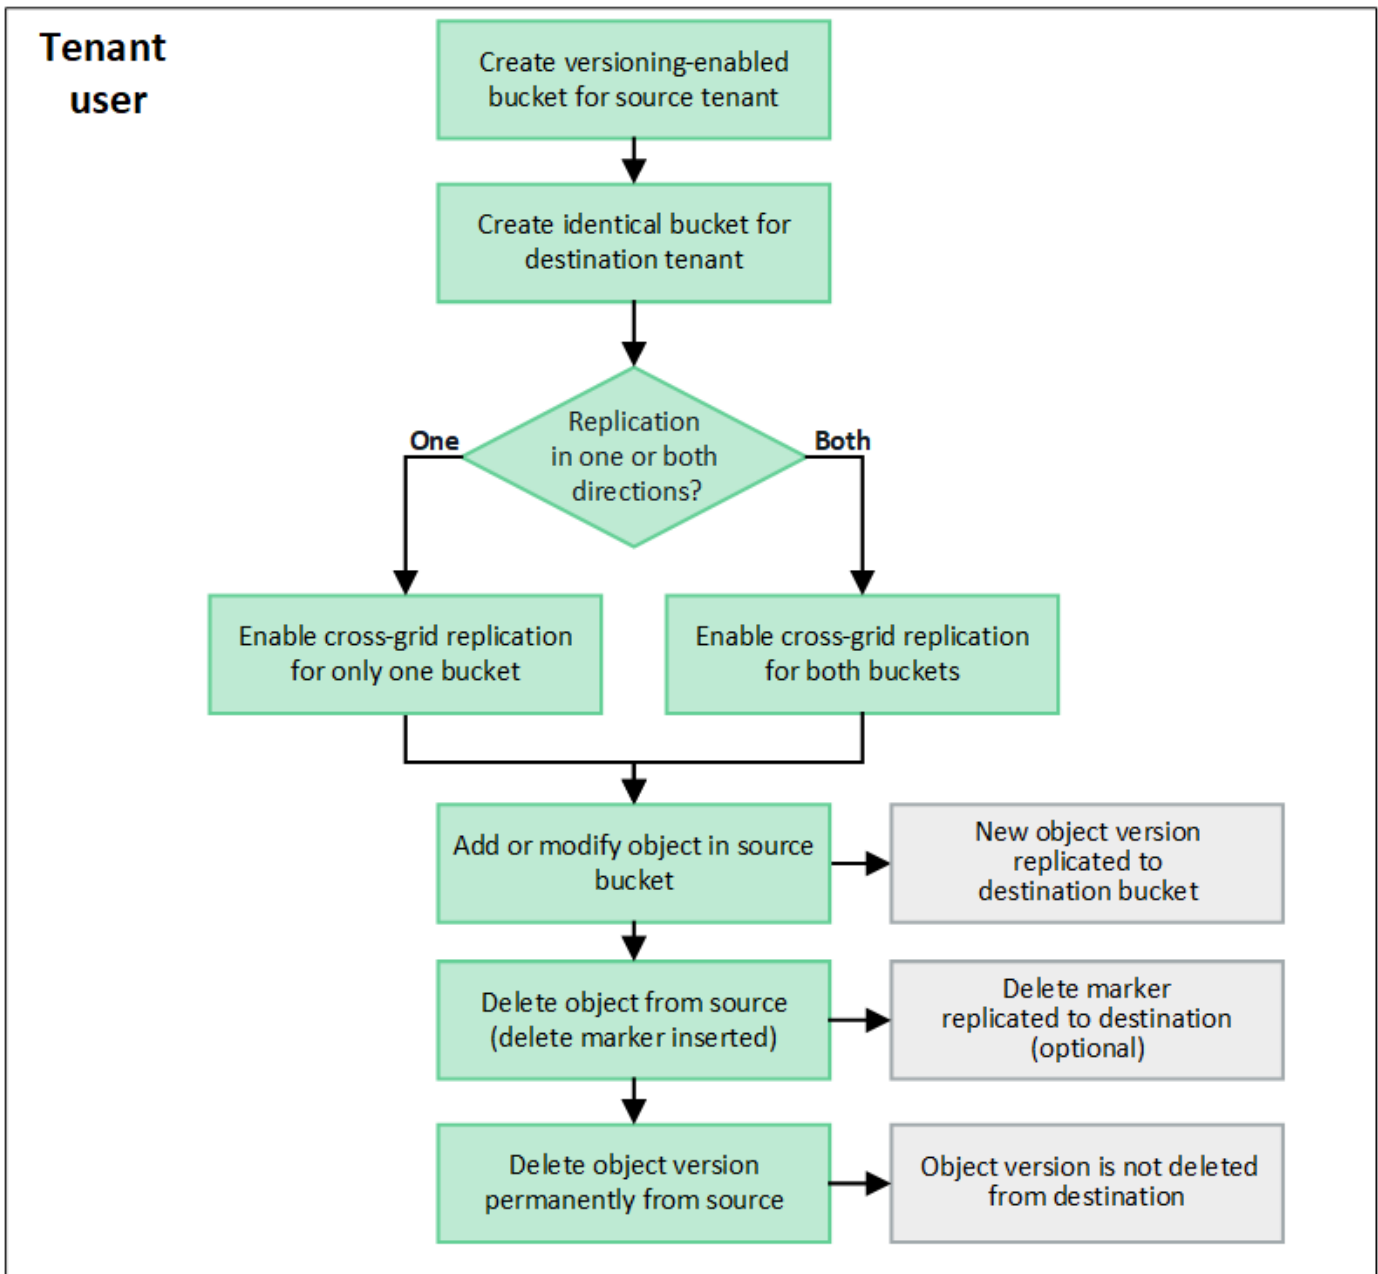 Tenant
user
Create versioning-enabled
bucket for source tenant
Create identical bucket for
destination tenant
Replication
in one or both
directions?
One
Both
Enable cross-grid replication
for only one bucket
Enable cross-grid replication
for both buckets
Add or modify object in source
bucket
New object version
replicated to
destination bucket
Delete object from source
(delete marker inserted)
Delete marker
replicated to destination
(optional)
Delete object version
permanently from source
Object version is not deleted
from destination